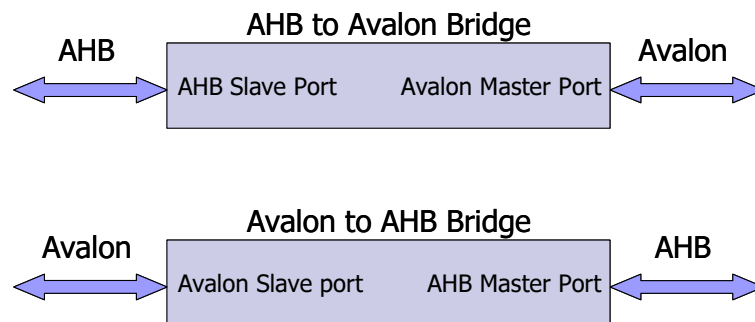 AHB to Avalon Bridge
AHB
Avalon
AHB Slave Port
Avalon Master Port
Avalon to AHB Bridge
Avalon
AHB
Avalon Slave port
AHB Master Port